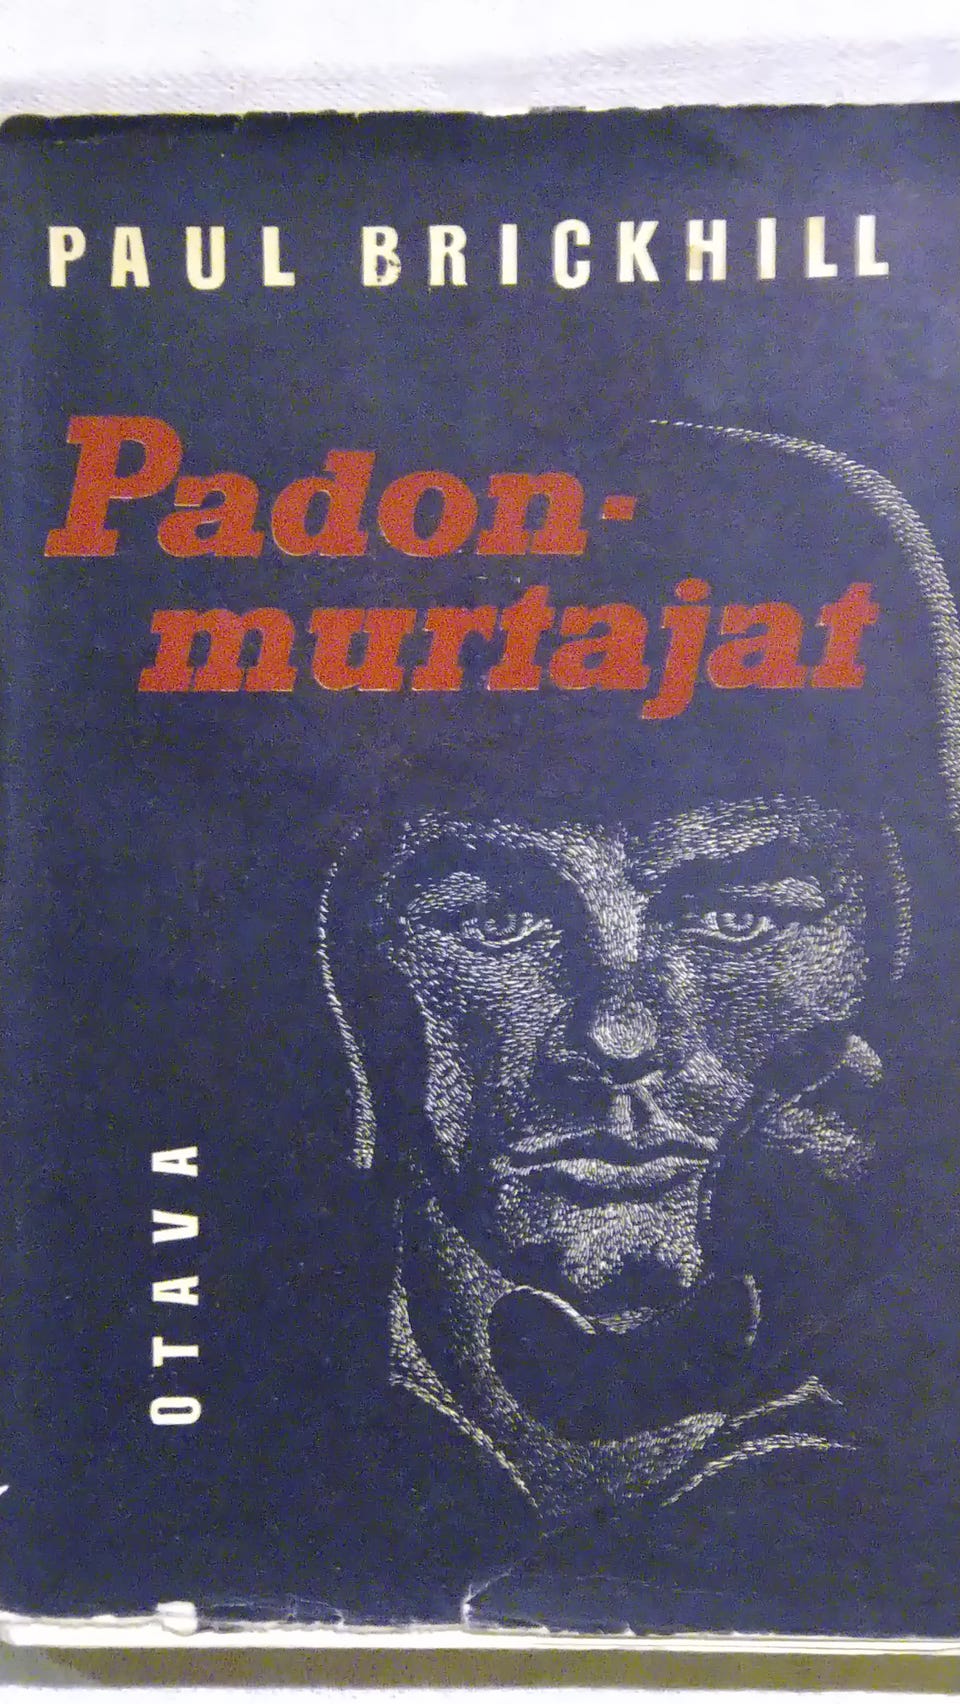 PAUL BRICKHILL
Padon-
murtajat
OTAVA